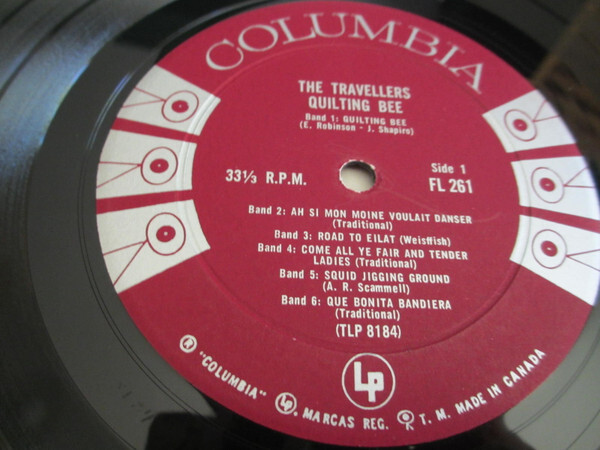 COLUMBIA
THE TRAVELLERS
QUILTING BEE
Band 1: QUILTING BEE
(E. Robinson - J. Shapiro)
33⅓ R.P.M.
Side 1
FL 261
Band 2: AH SI MON MOINE VOULAIT DANSER
(Traditional)
Band 3: ROAD TO EILAT (Weisffish)
Band 4: COME ALL YE FAIR AND TENDER
LADIES (Traditional)
Band 5: SQUID JIGGING GROUND
(A. R. Scammell)
Band 6: QUE BONITA BANDIERA
(Traditional)
(TLP 8184)
LP
® "COLUMBIA" LP, MARCAS REG. T. M. MADE IN CANADA